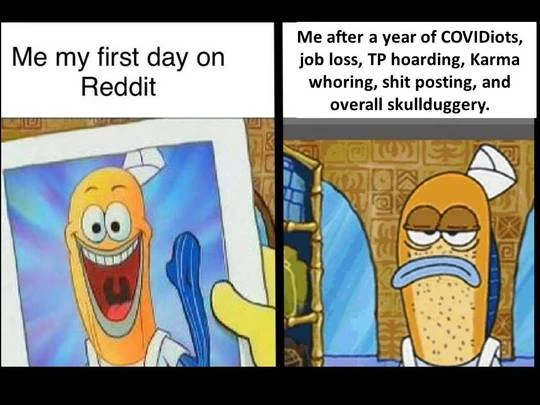 Me my first day on
Reddit
Me after a year of COVIDiots,
job loss, TP hoarding, Karma
whoring, shit posting, and
overall skullduggery.